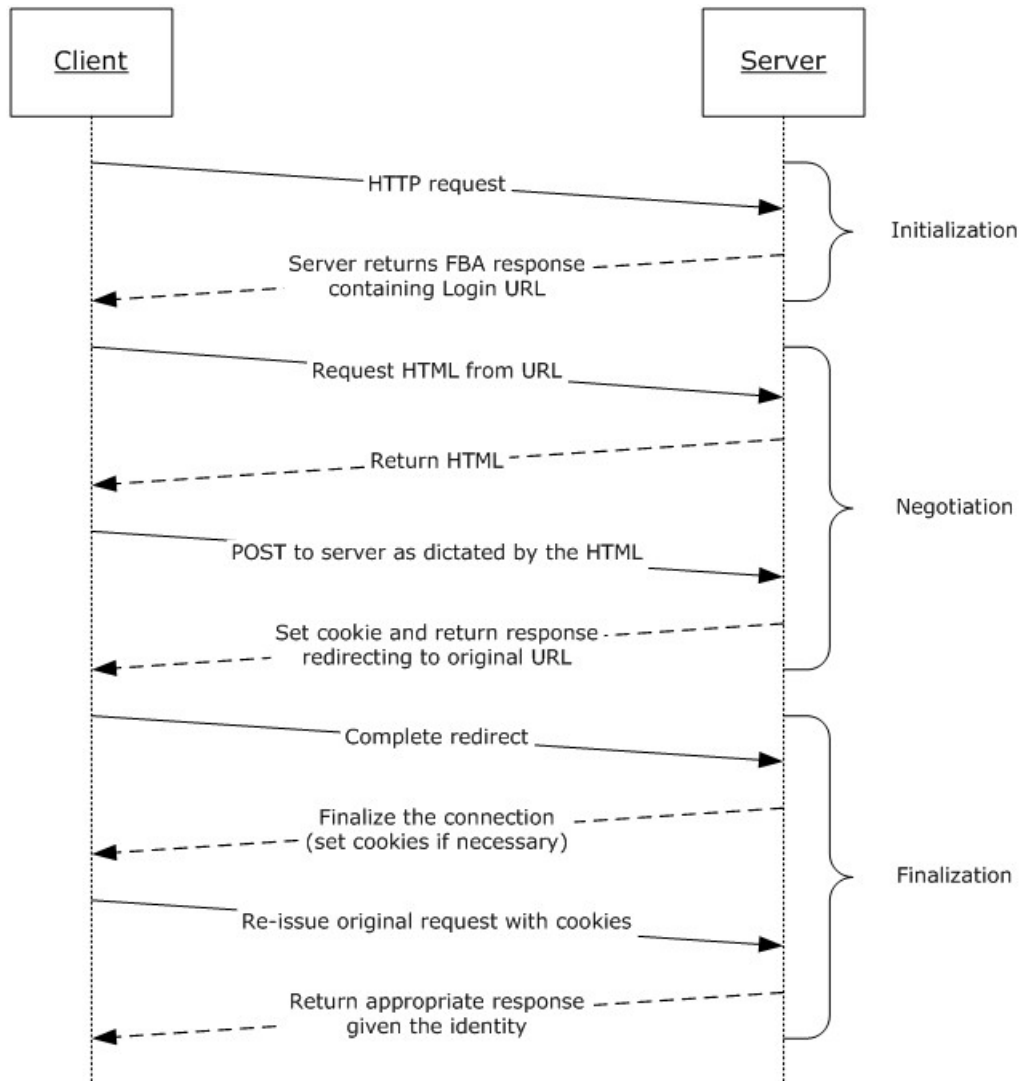 Client
Server
HTTP request
Initialization
Server returns FBA response
containing Login URL
Request HTML from URL
Return HTML
Negotiation
POST to server as dictated by the HTML
Set cookie and return response
redirecting to original URL
Complete redirect
Finalize the connection
(set cookies if necessary)
Finalization
Re-issue original request with cookies
Return appropriate response
given the identity